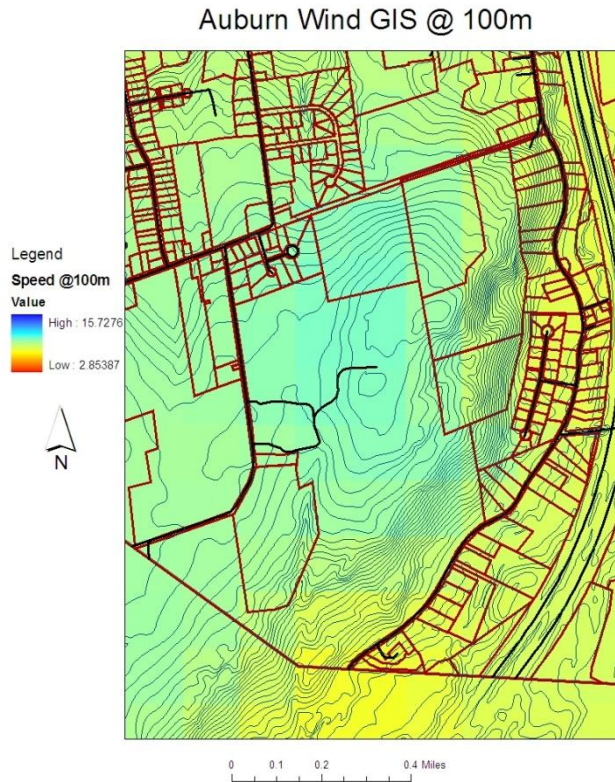 Auburn Wind GIS @ 100m
Legend
Speed @100m
Value
High : 15.7276
Low : 2.85387
N
0 0.1 0.2 0.4 Miles